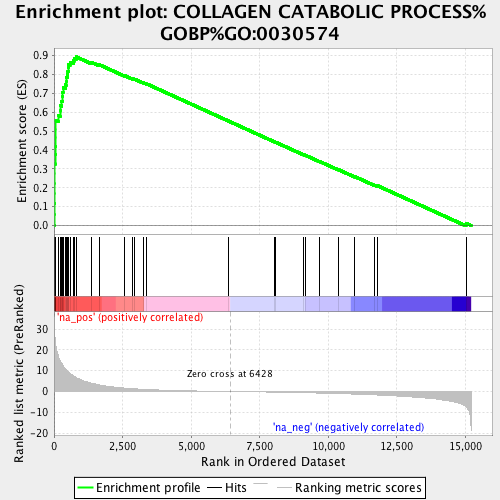 Enrichment plot: COLLAGEN CATABOLIC PROCESS%
GOBP%GO:0030574
Enrichment score (ES)
0.9
0.8
0.7
0.6
0.5
0.4
0.3
0.2
0.1
0.0
'na_pos' (positively correlated)
Ranked list metric (PreRanked)
30
20
10
0
-10
-20
Zero cross at 6428
'na_neg' (negatively correlated)
0 2,500 5,000 7,500 10,000 12,500 15,000
Rank in Ordered Dataset
Enrichment profile Hits Ranking metric scores